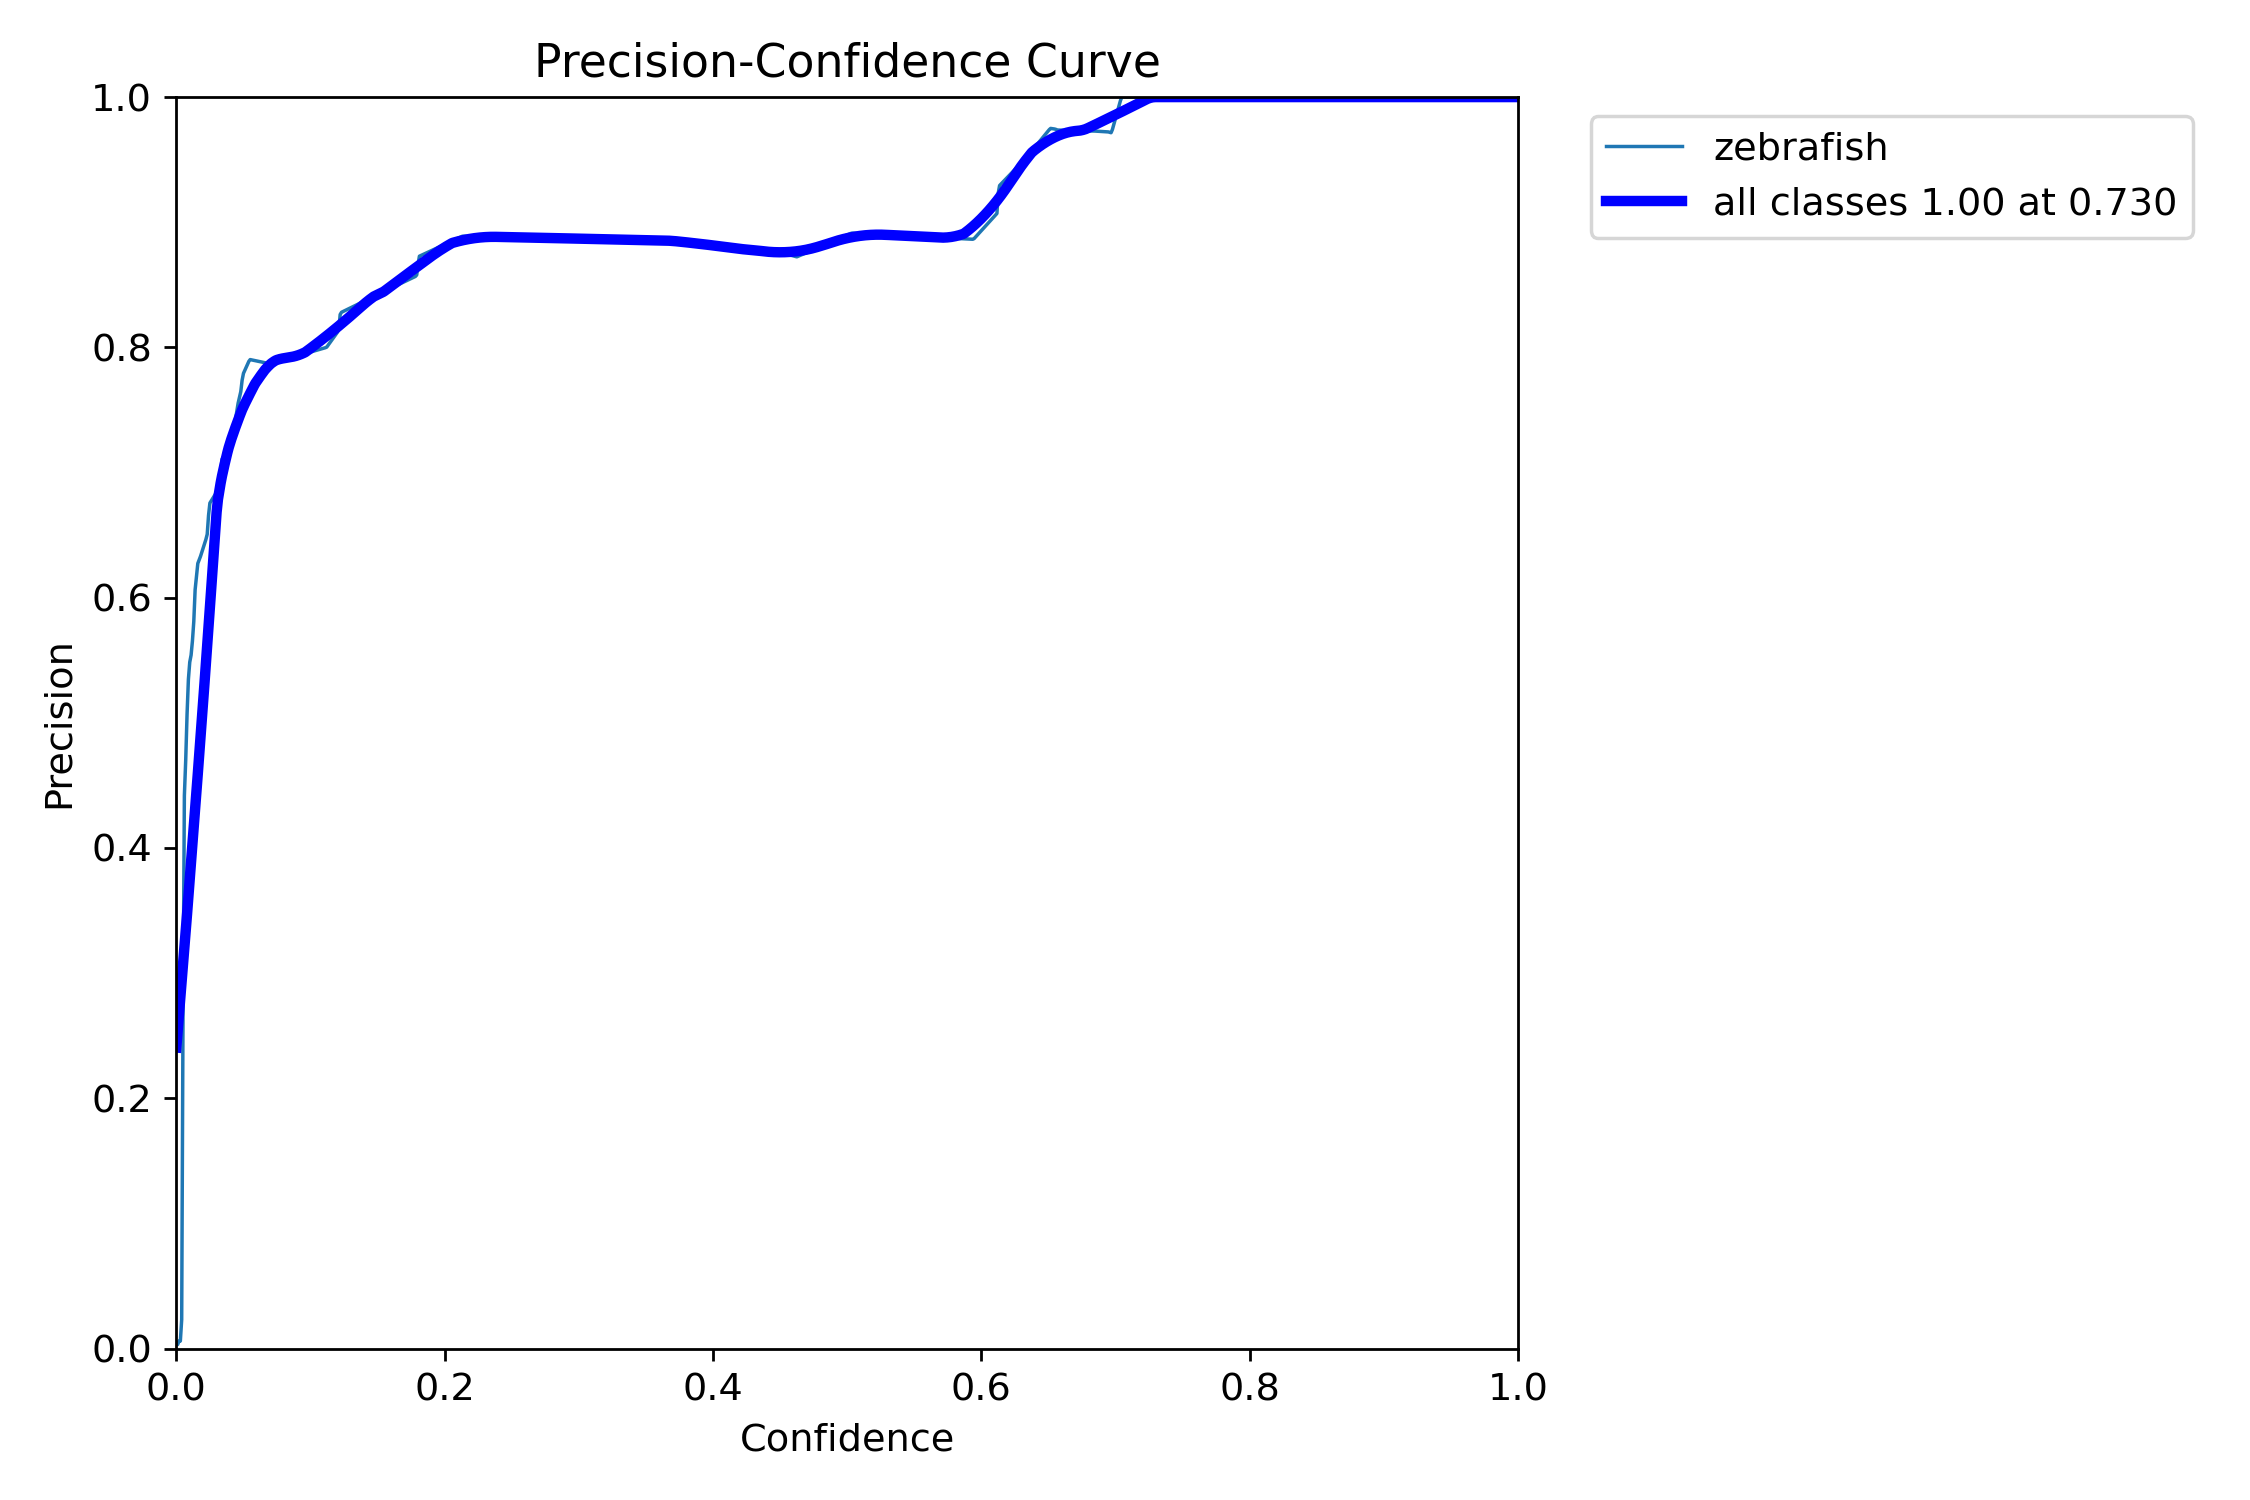 Precision-Confidence Curve
1.0
0.8
0.6
0.4
0.2
0.0
Precision
0.0 0.2 0.4 0.6 0.8 1.0
Confidence
zebrafish
all classes 1.00 at 0.730